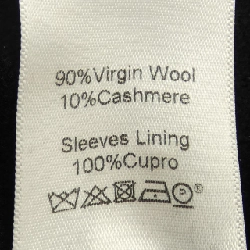 90%Virgin Wool
10%Cashmere
Sleeves Lining
100%Cupro
®